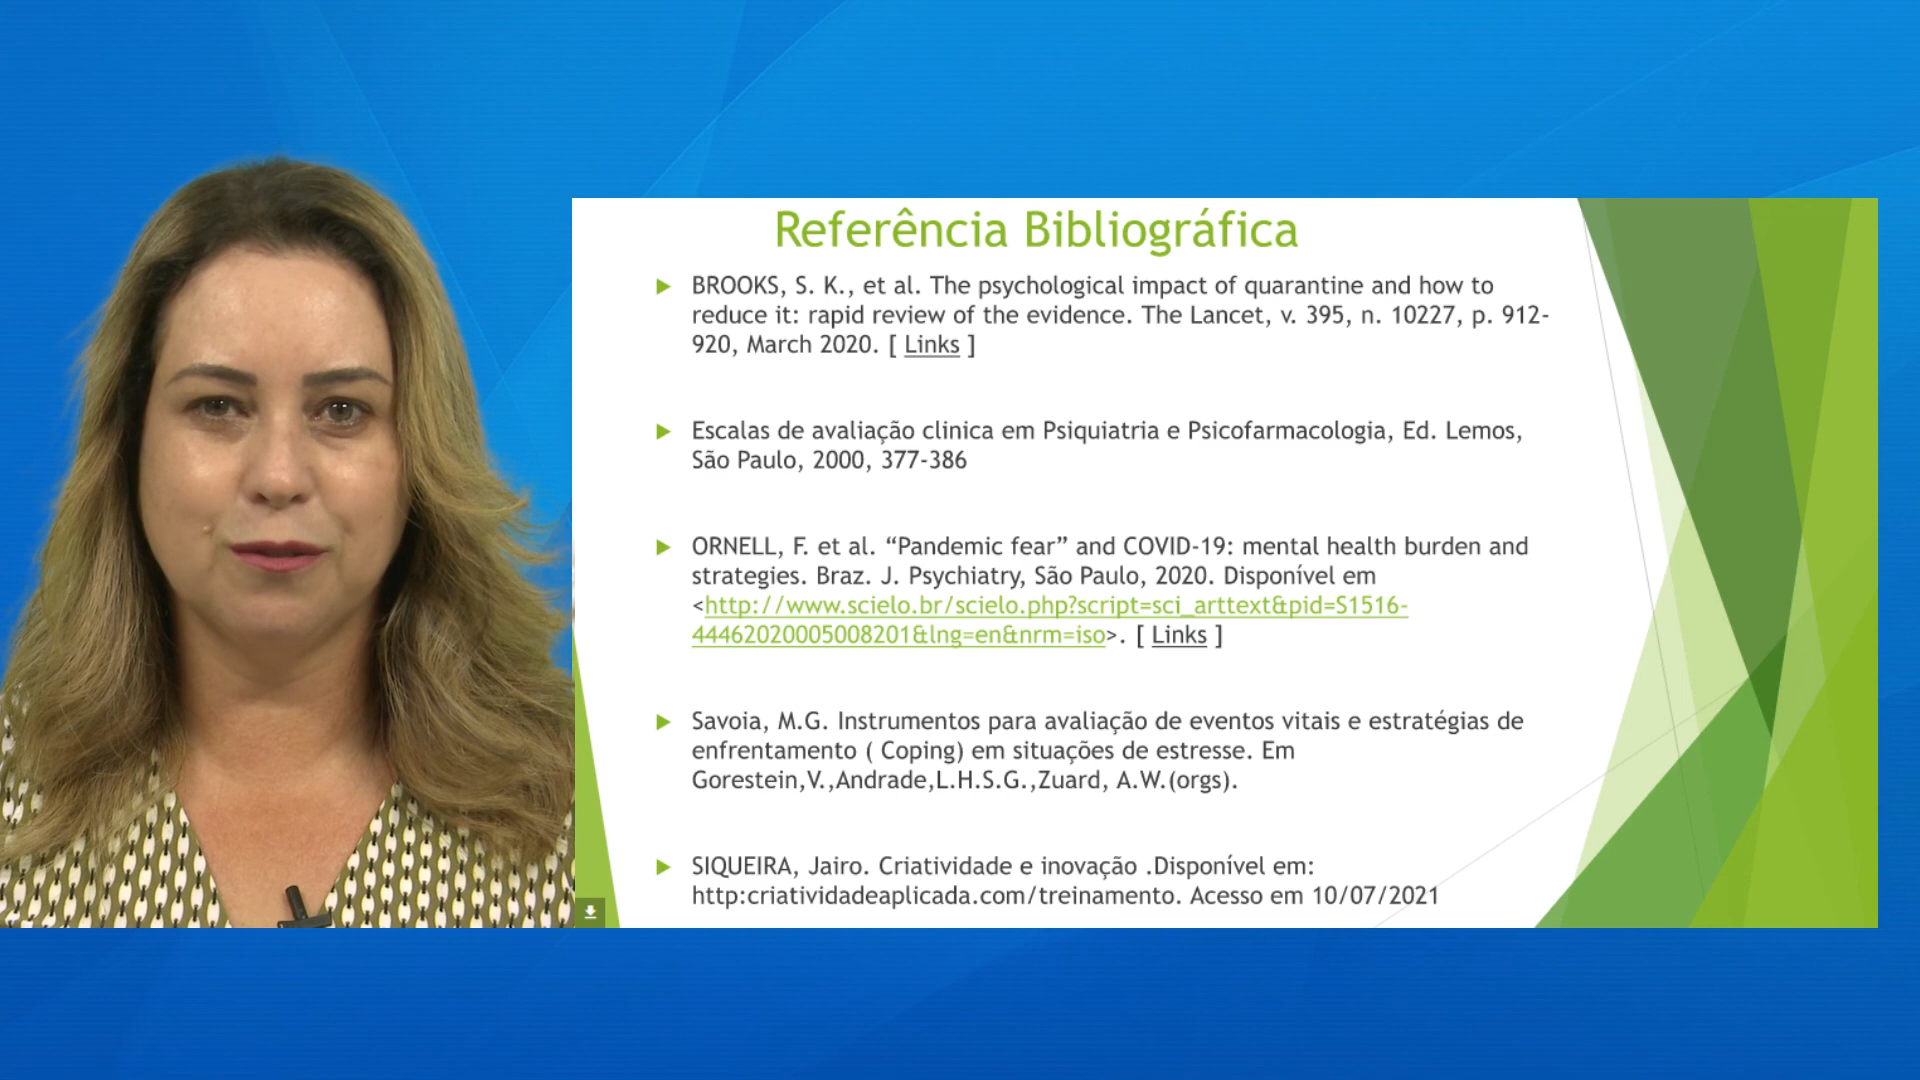 Referência Bibliográfica
BROOKS, S. K., et al. The psychological impact of quarantine and how to
reduce it: rapid review of the evidence. The Lancet, v. 395, n. 10227, p. 912-
920, March 2020. [ Links ]
Escalas de avaliação clinica em Psiquiatria e Psicofarmacologia, Ed. Lemos,
São Paulo, 2000, 377-386
ORNELL, F. et al. “Pandemic fear” and COVID-19: mental health burden and
strategies. Braz. J. Psychiatry, São Paulo, 2020. Disponível em
<http://www.scielo.br/scielo.php?script=sci_arttext&pid=S1516-
44462020005008201&lng=en&nrm=iso>. [ Links ]
Savoia, M.G. Instrumentos para avaliação de eventos vitais e estratégias de
enfrentamento ( Coping) em situações de estresse. Em
Gorestein,V.,Andrade,L.H.S.G.,Zuard, A.W.(orgs).
SIQUEIRA, Jairo. Criatividade e inovação .Disponível em:
http:criatividadeaplicada.com/treinamento. Acesso em 10/07/2021